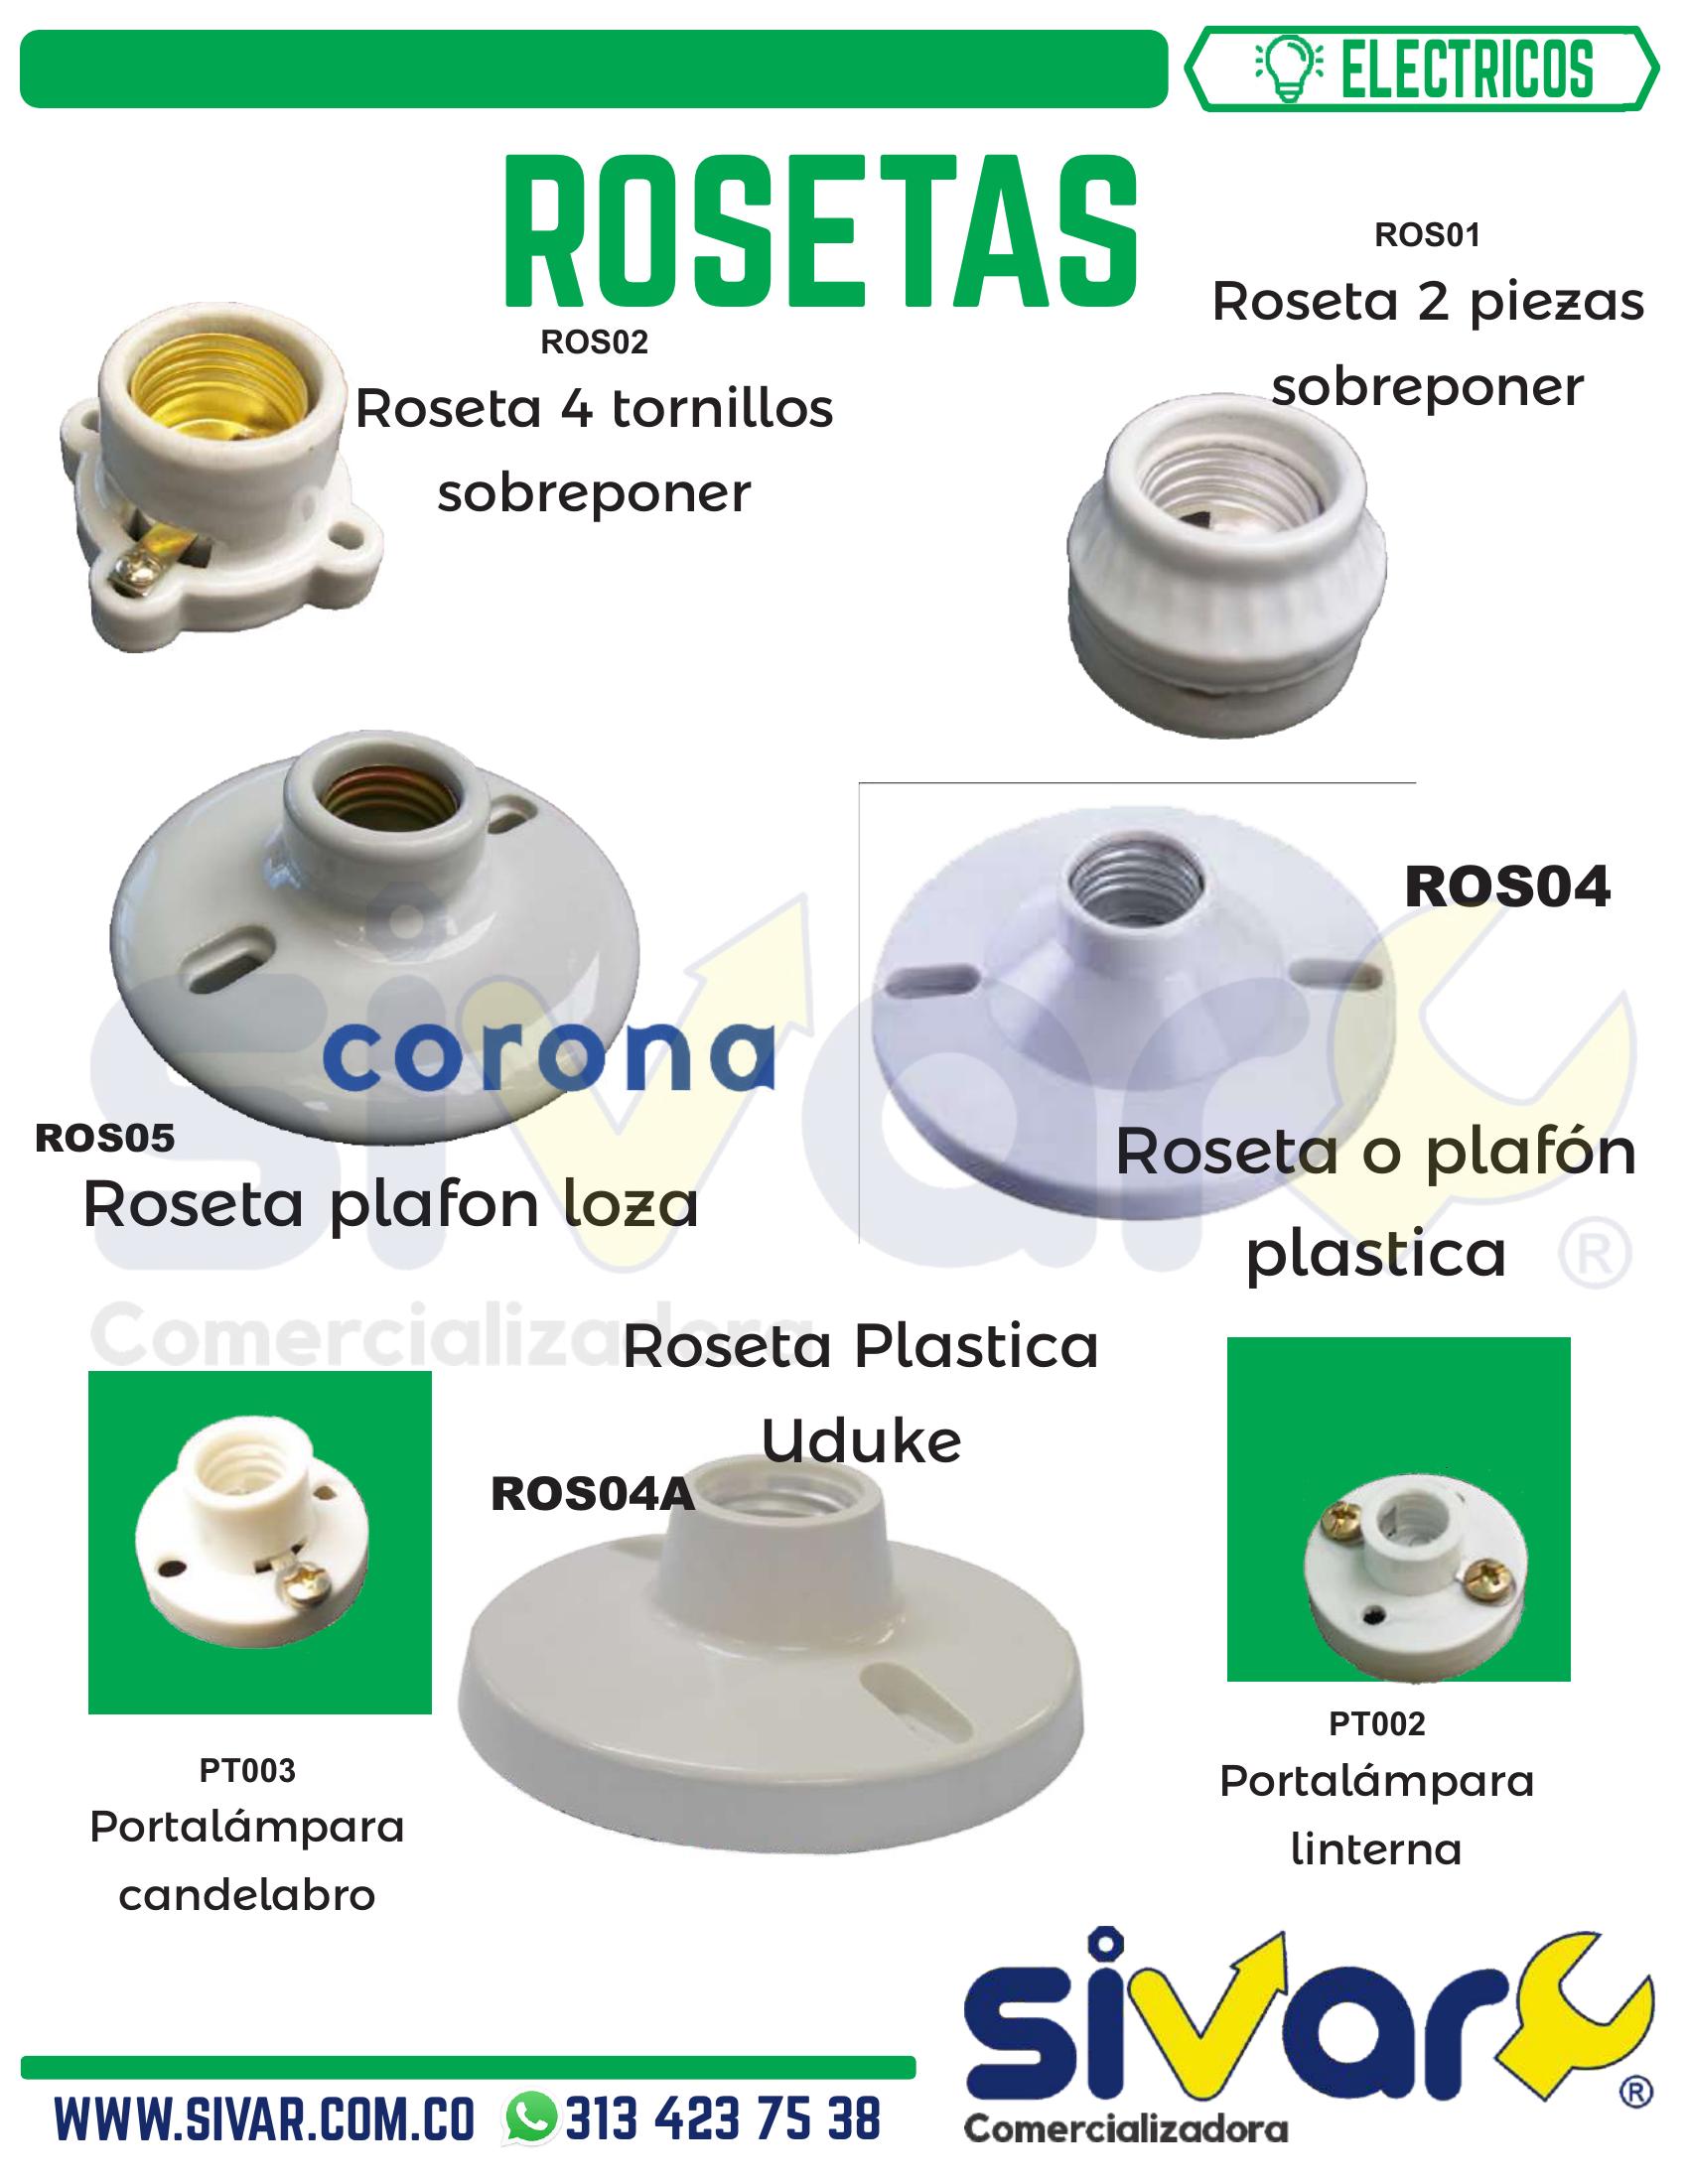 ELECTRICOS
ROSETAS
ROS01
Roseta 2 piezas
sobreponer
ROS02
Roseta 4 tornillos
sobreponer
ROS04
corona
ROS05
Roseta plafon loza
Roseta o plafón
plastica
sivar
®
Comercializadora
Roseta Plastica
Uduke
ROS04A
PT003
Portalámpara
candelabro
PT002
Portalámpara
linterna
sivar
®
Comercializadora
WWW.SIVAR.COM.CO 313 423 75 38